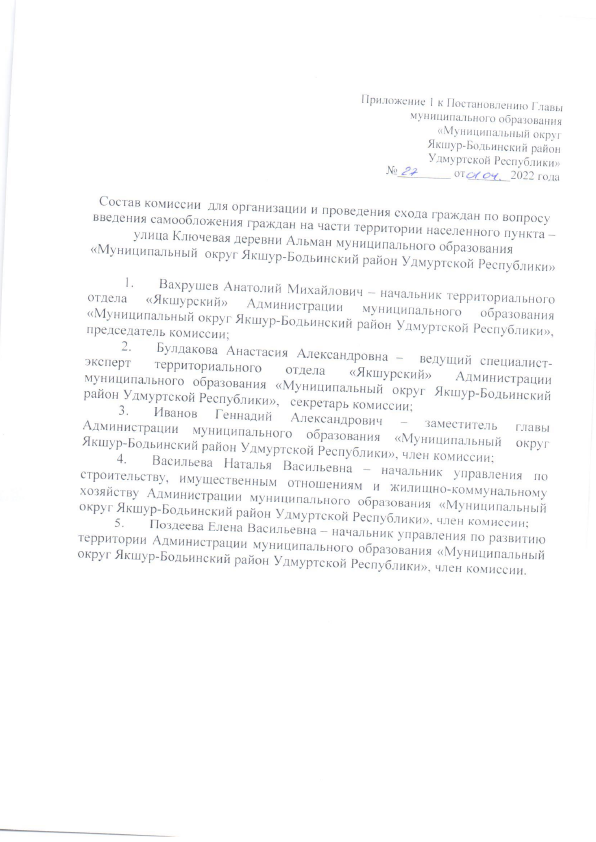 Приложение 1 к Постановлению Главы
муниципального образования
«Муниципальный округ
Якшур-Бодьинский район
Удмуртской Республики»
№ 87 от 01.04. 2022 года
Состав комиссии для организации и проведения схода граждан по вопросу
введения самообложения граждан на части территории населенного пункта –
улица Ключевая деревни Альман муниципального образования
«Муниципальный округ Якшур-Бодьинский район Удмуртской Республики»
1. Вахрушев Анатолий Михайлович – начальник территориального
отдела «Якшурский» Администрации муниципального образования
«Муниципальный округ Якшур-Бодьинский район Удмуртской Республики»,
председатель комиссии;
2. Булдакова Анастасия Александровна – ведущий специалист-
эксперт территориального отдела «Якшурский» Администрации
муниципального образования «Муниципальный округ Якшур-Бодьинский
район Удмуртской Республики», секретарь комиссии;
3. Иванов Геннадий Александрович – заместитель главы
Администрации муниципального образования «Муниципальный округ
Якшур-Бодьинский район Удмуртской Республики», член комиссии;
4. Васильева Наталья Васильевна – начальник управления по
строительству, имущественным отношениям и жилищно-коммунальному
хозяйству Администрации муниципального образования «Муниципальный
округ Якшур-Бодьинский район Удмуртской Республики», член комиссии;
5. Поздеева Елена Васильевна – начальник управления по развитию
территории Администрации муниципального образования «Муниципальный
округ Якшур-Бодьинский район Удмуртской Республики», член комиссии.